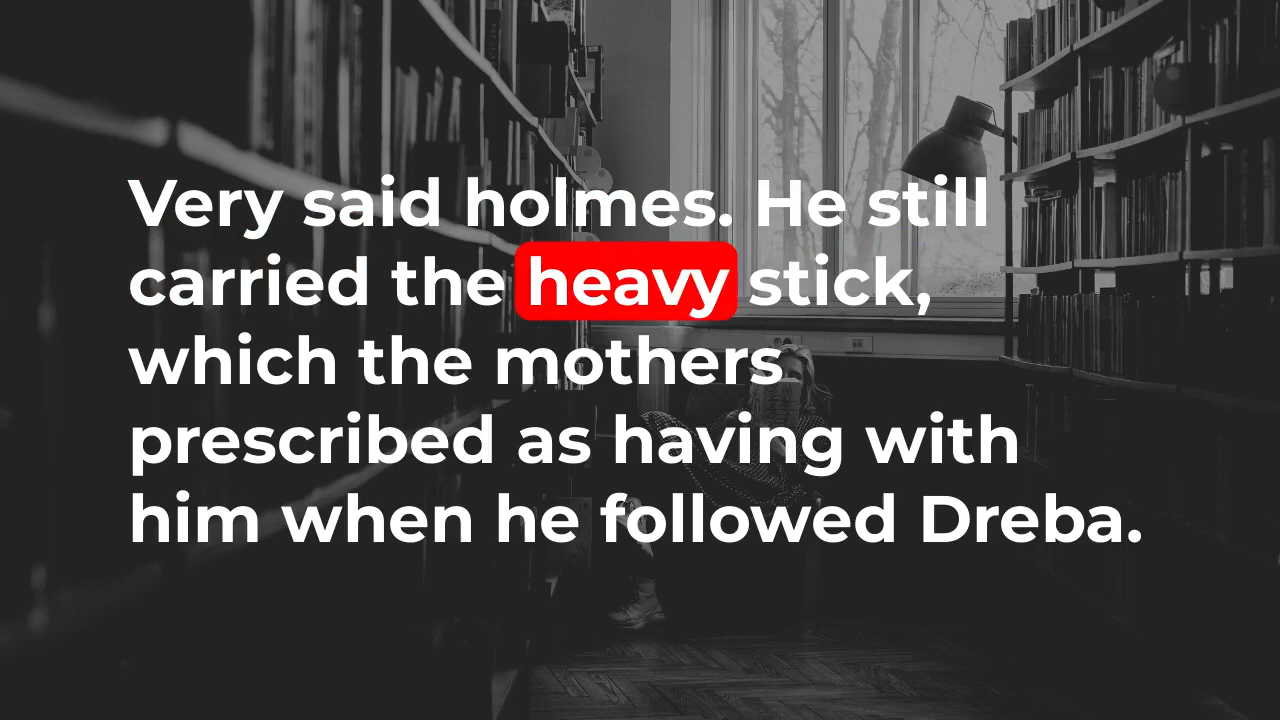 Very said holmes. He still
carried the heavy stick,
which the mothers
prescribed as having with
him when he followed Dreba.